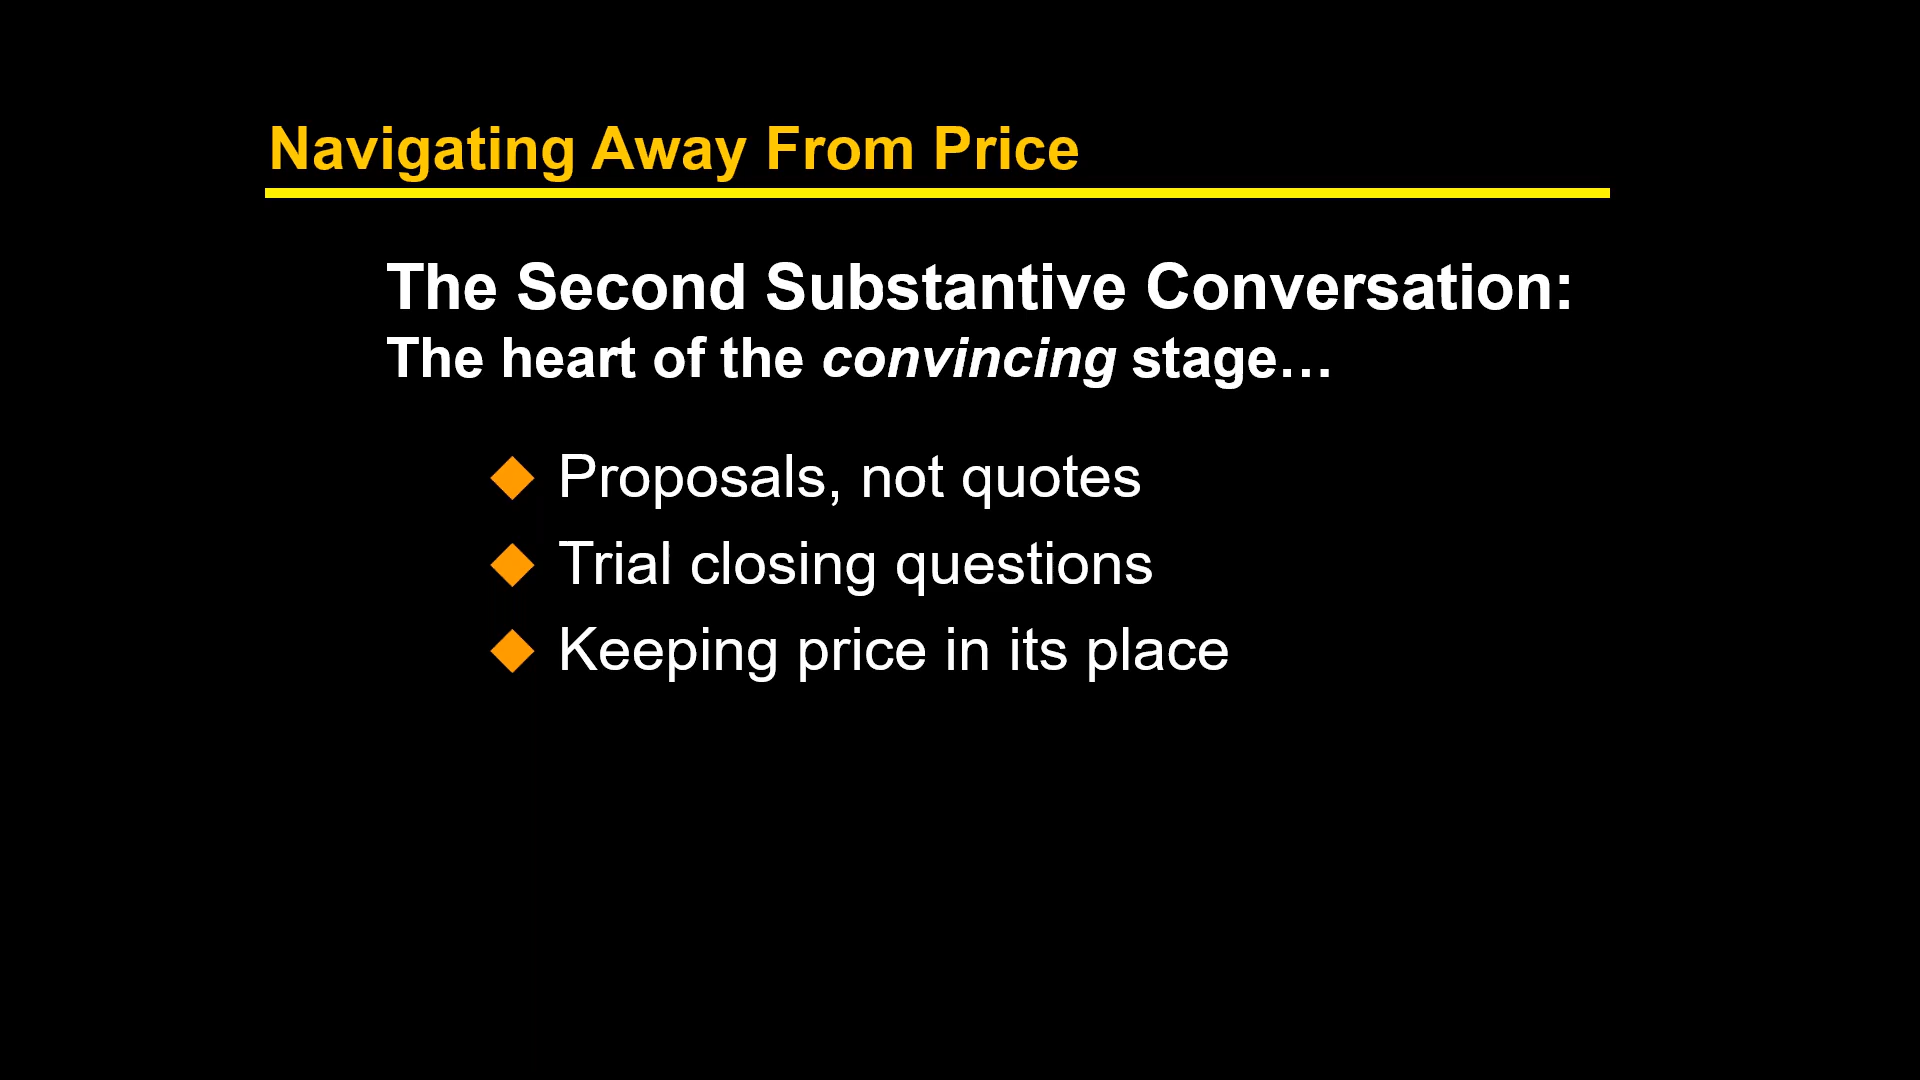 Navigating Away From Price
The Second Substantive Conversation:
The heart of the convincing stage…
Proposals, not quotes
Trial closing questions
Keeping price in its place